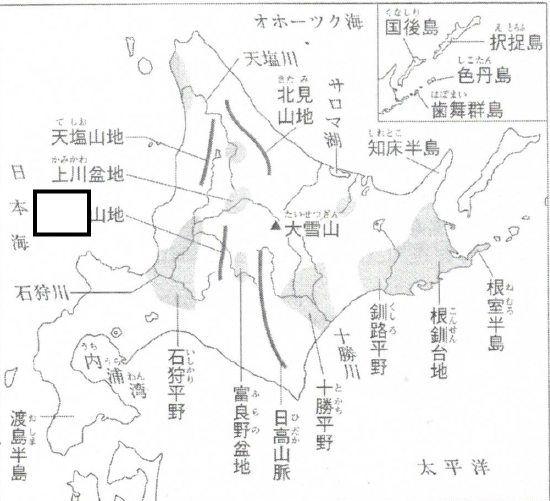 オホーツク海
天塩川
きたみ
北見
山地
サロマ湖
てしお
天塩山地
かみかわ
上川盆地
日本海
山地
たいせつざん
▲大雪山
しれとこ
知床半島
くなしり
国後島
えとろふ
択捉島
しこたん
色丹島
はぼまい
歯舞群島
石狩川
うちうらわん
内浦湾
おしま
渡島半島
いしかり
石狩平野
ふらの
富良野盆地
ひだか
日高山脈
とかち
十勝平野
十勝川
くしろ
釧路平野
こんせん
根釧台地
ねむろ
根室半島
太平洋